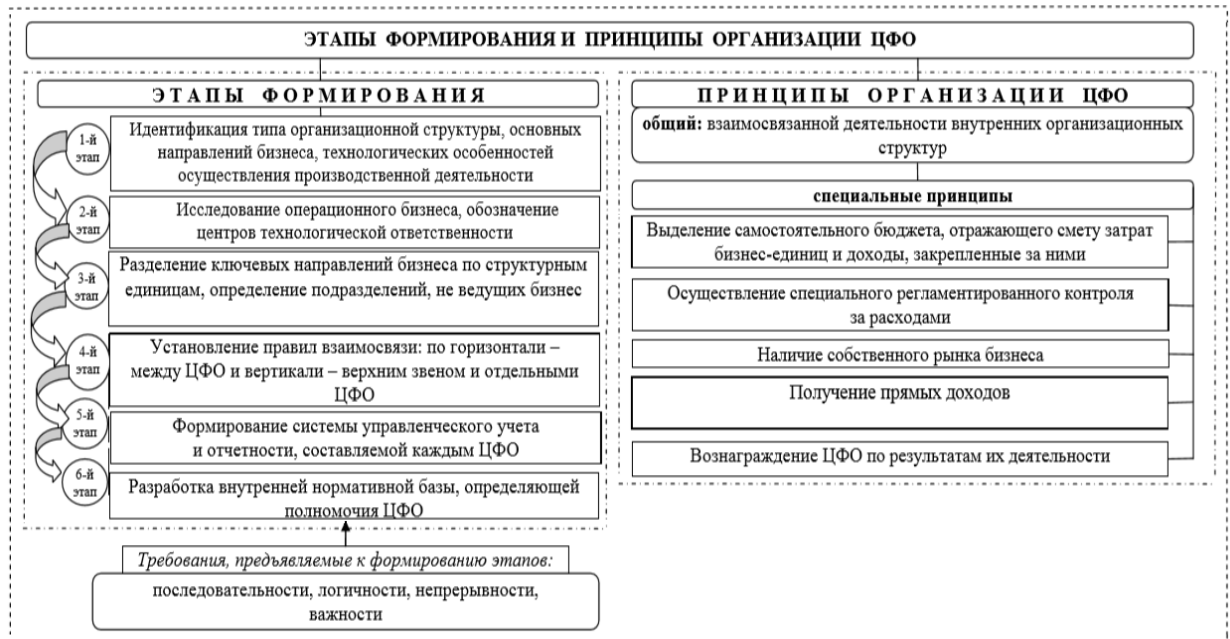 ЭТАПЫ ФОРМИРОВАНИЯ И ПРИНЦИПЫ ОРГАНИЗАЦИИ ЦФО
ЭТАПЫ ФОРМИРОВАНИЯ
1-й
этап
Идентификация типа организационной структуры, основных
направлений бизнеса, технологических особенностей
осуществления производственной деятельности
2-й
этап
Исследование операционного бизнеса, обозначение
центров технологической ответственности
3-й
этап
Разделение ключевых направлений бизнеса по структурным
единицам, определение подразделений, не ведущих бизнес
4-й
этап
Установление правил взаимосвязи: по горизонтали –
между ЦФО и вертикали – верхним звеном и отдельными
ЦФО
5-й
этап
Формирование системы управленческого учета
и отчетности, составляемой каждым ЦФО
6-й
этап
Разработка внутренней нормативной базы, определяющей
полномочия ЦФО
Требования, предъявляемые к формированию этапов:
последовательности, логичности, непрерывности,
важности
ПРИНЦИПЫ ОРГАНИЗАЦИИ ЦФО
общий: взаимосвязанной деятельности внутренних организационных
структур
специальные принципы
Выделение самостоятельного бюджета, отражающего смету затрат
бизнес-единиц и доходы, закрепленные за ними
Осуществление специального регламентированного контроля
за расходами
Наличие собственного рынка бизнеса
Получение прямых доходов
Вознаграждение ЦФО по результатам их деятельности